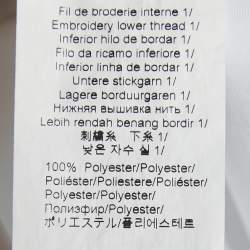 Fil de broderie interne 1/
Embroidery lower thread 1/
Inferior hilo de bordar 1/
Filo da ricamo inferiore 1/
Inferior linha de bordar 1/
Untere stickgarn 1/
Lagere borduurgaren 1/
Нижняя вышивка нить 1/
Lebih rendah benang bordir 1/
刺繍糸 下糸 1/
낮은 자수 실 1/
100% Polyester/Polyester/
Poliéster/Poliestere/Poliéster/
Polyester/Polyester/
Полиэфир/Polyester/
ポリエステル/폴리에스테르